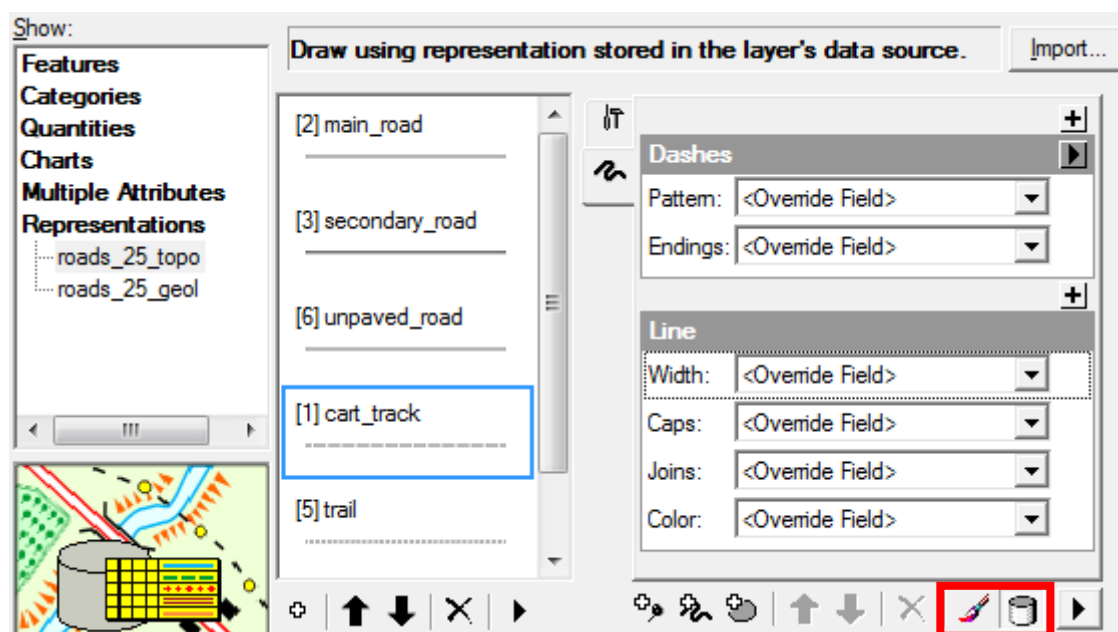 Show:
Features
Categories
Quantities
Charts
Multiple Attributes
Representations
roads_25_topo
roads_25_geol
Draw using representation stored in the layer's data source.
Import...
[2] main_road
[3] secondary_road
[6] unpaved_road
[1] cart_track
[5] trail
Dashes
Pattern: <Override Field>
Endings: <Override Field>
Line
Width: <Override Field>
Caps: <Override Field>
Joins: <Override Field>
Color: <Override Field>